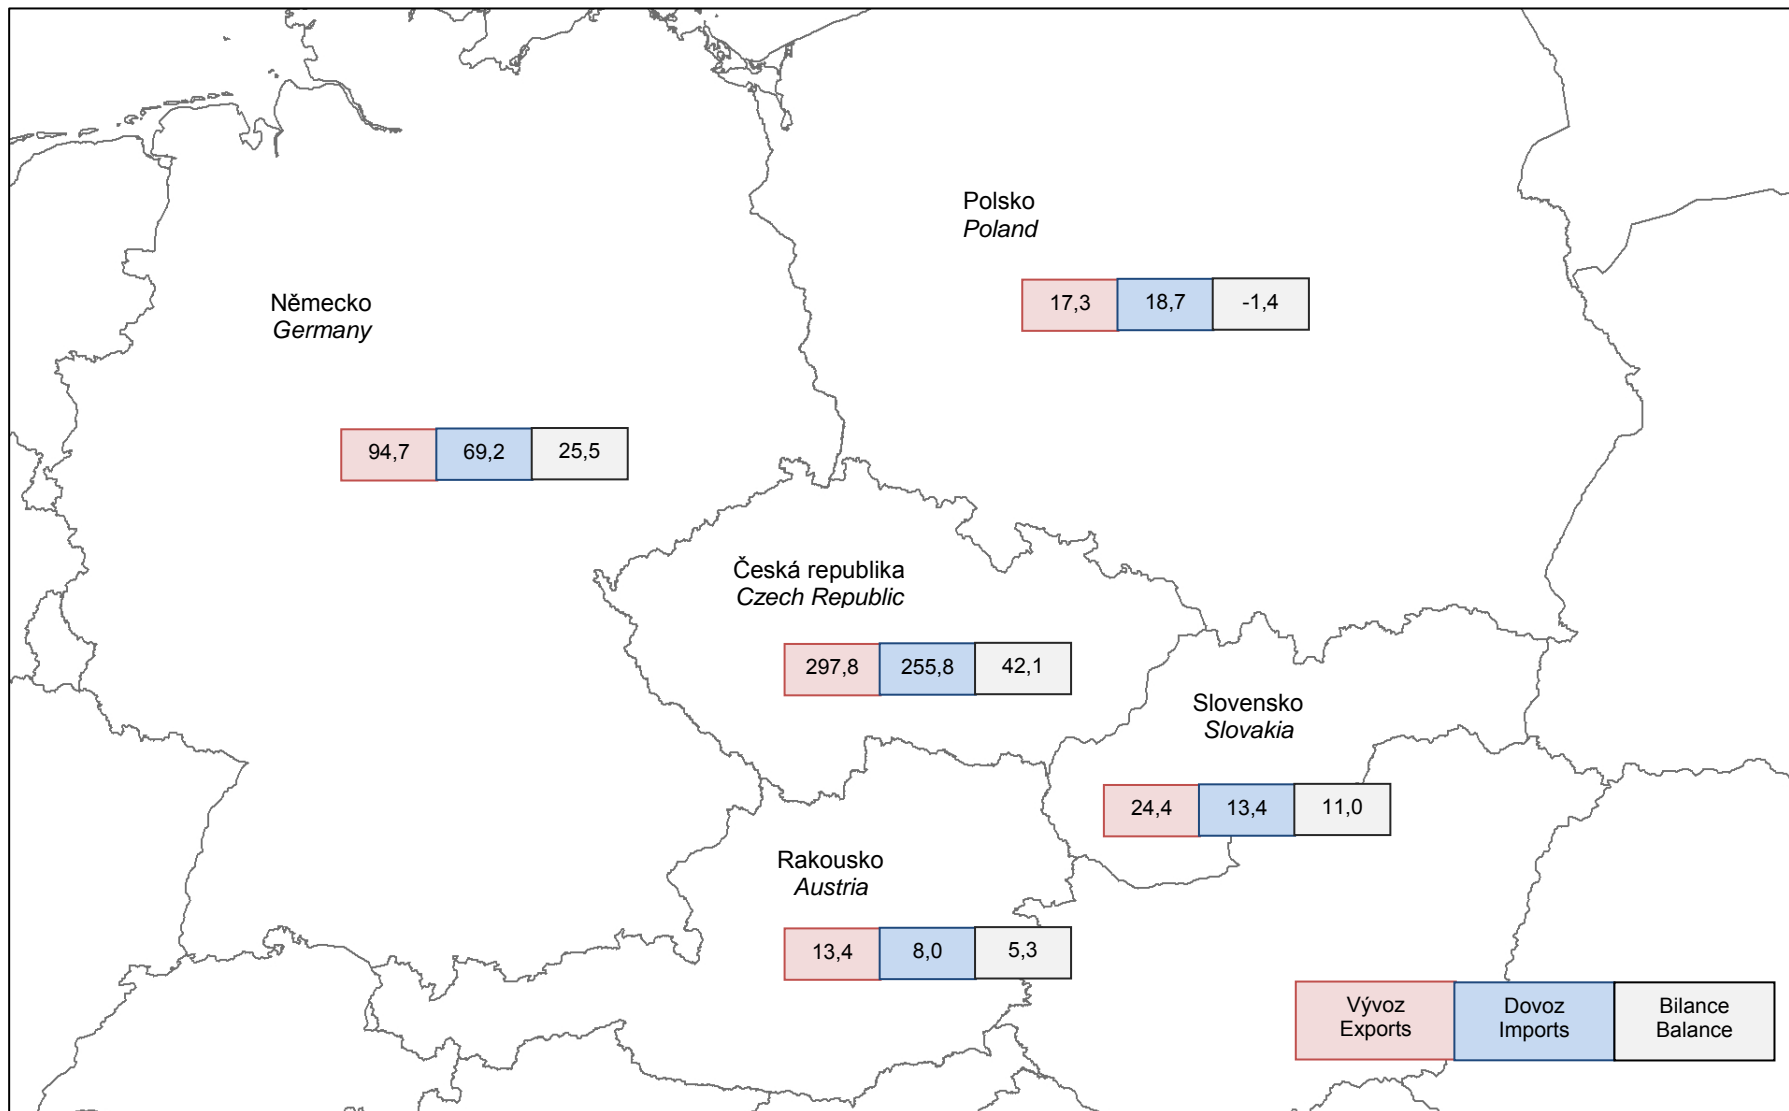 Polsko
Poland
17,3 18,7 -1,4
Německo
Germany
94,7 69,2 25,5
Česká republika
Czech Republic
297,8 255,8 42,1
Slovensko
Slovakia
24,4 13,4 11,0
Rakousko
Austria
13,4 8,0 5,3
Vývoz Dovoz Bilance
Exports Imports Balance